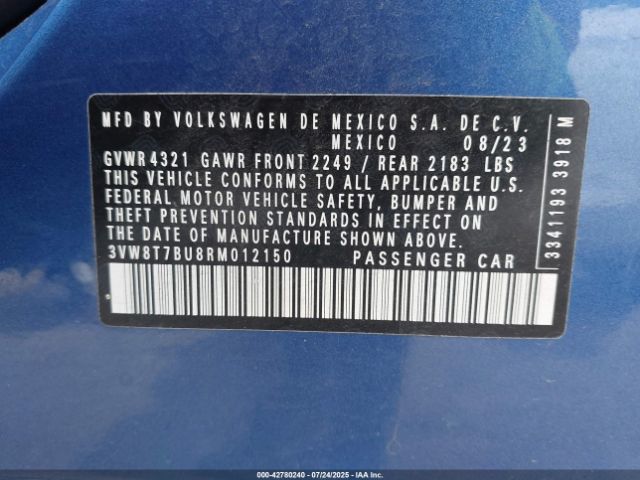 MFD BY VOLKSWAGEN DE MEXICO S.A. DE C.V.
MEXICO 08/23
GVWR 4321 GAWR FRONT 2249 / REAR 2183 LBS
THIS VEHICLE CONFORMS TO ALL APPLICABLE U.S.
FEDERAL MOTOR VEHICLE SAFETY, BUMPER AND
THEFT PREVENTION STANDARDS IN EFFECT ON
THE DATE OF MANUFACTURE SHOWN ABOVE.
3VW8T7BU8RM012150 PASSENGER CAR
3341193 3918 M
000-42780240 - 07/24/2025 - IAAI.COM